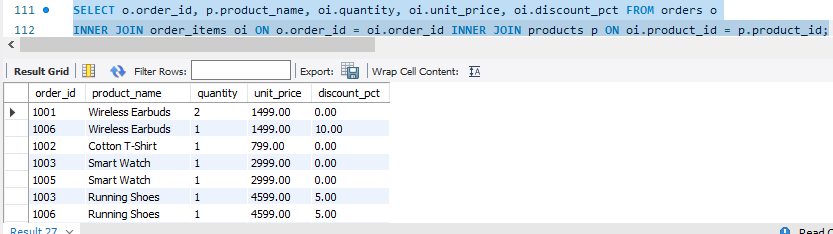 111 SELECT o.order_id, p.product_name, oi.quantity, oi.unit_price, oi.discount_pct FROM orders o
112 INNER JOIN order_items oi ON o.order_id = oi.order_id INNER JOIN products p ON oi.product_id = p.product_id;
Result Grid Filter Rows: Export: Wrap Cell Content: IA
order_id product_name quantity unit_price discount_pct
1001 Wireless Earbuds 2 1499.00 0.00
1006 Wireless Earbuds 1 1499.00 10.00
1002 Cotton T-Shirt 1 799.00 0.00
1003 Smart Watch 1 2999.00 0.00
1005 Smart Watch 1 2999.00 0.00
1003 Running Shoes 1 4599.00 5.00
1006 Running Shoes 1 4599.00 5.00
Result 27 Read